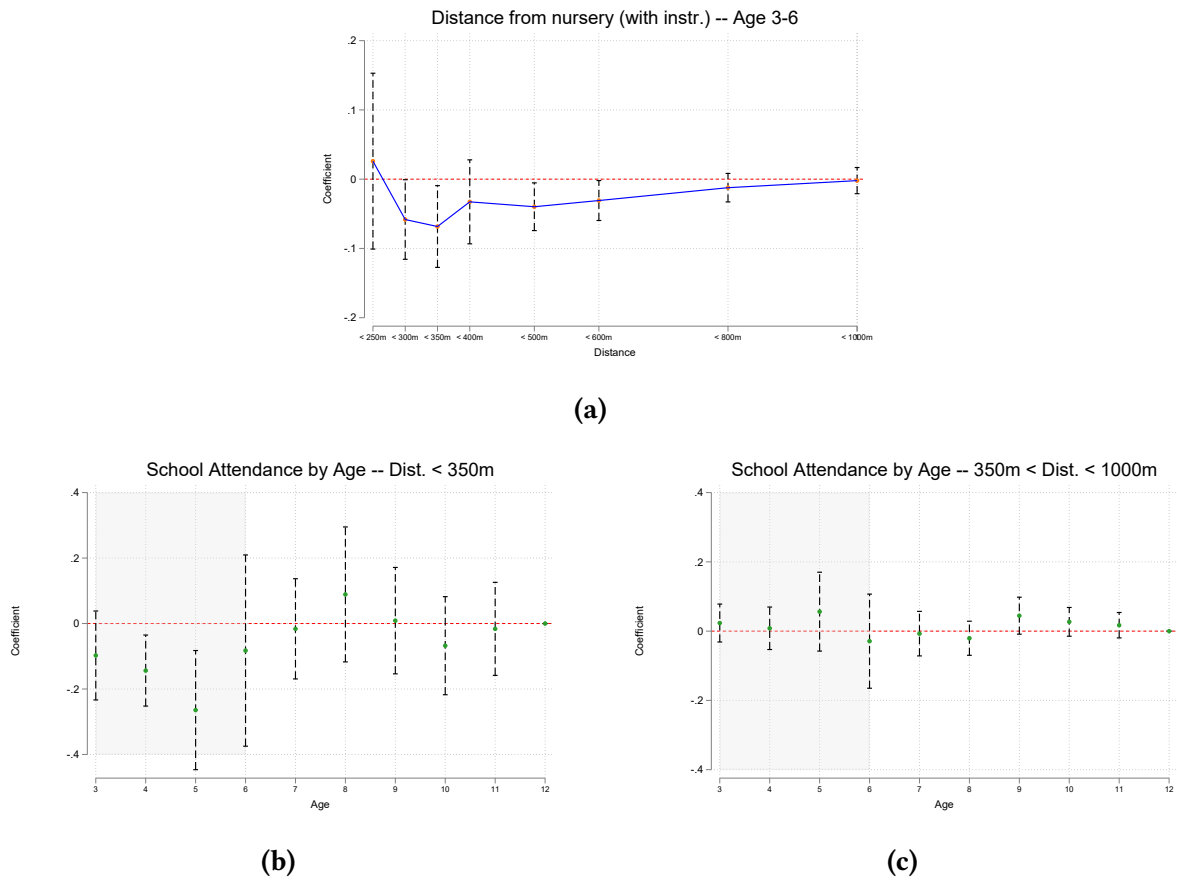 Distance from nursery (with instr.) -- Age 3-6
.2
.1
0
-.1
-.2
Coefficient
< 250m < 300m < 350m < 400m < 500m < 600m < 800m < 1000m
Distance
(a)
School Attendance by Age -- Dist. < 350m
.4
.2
0
-.2
-.4
Coefficient
3 4 5 6 7 8 9 10 11 12
Age
(b)
School Attendance by Age -- 350m < Dist. < 1000m
.4
.2
0
-.2
-.4
Coefficient
3 4 5 6 7 8 9 10 11 12
Age
(c)